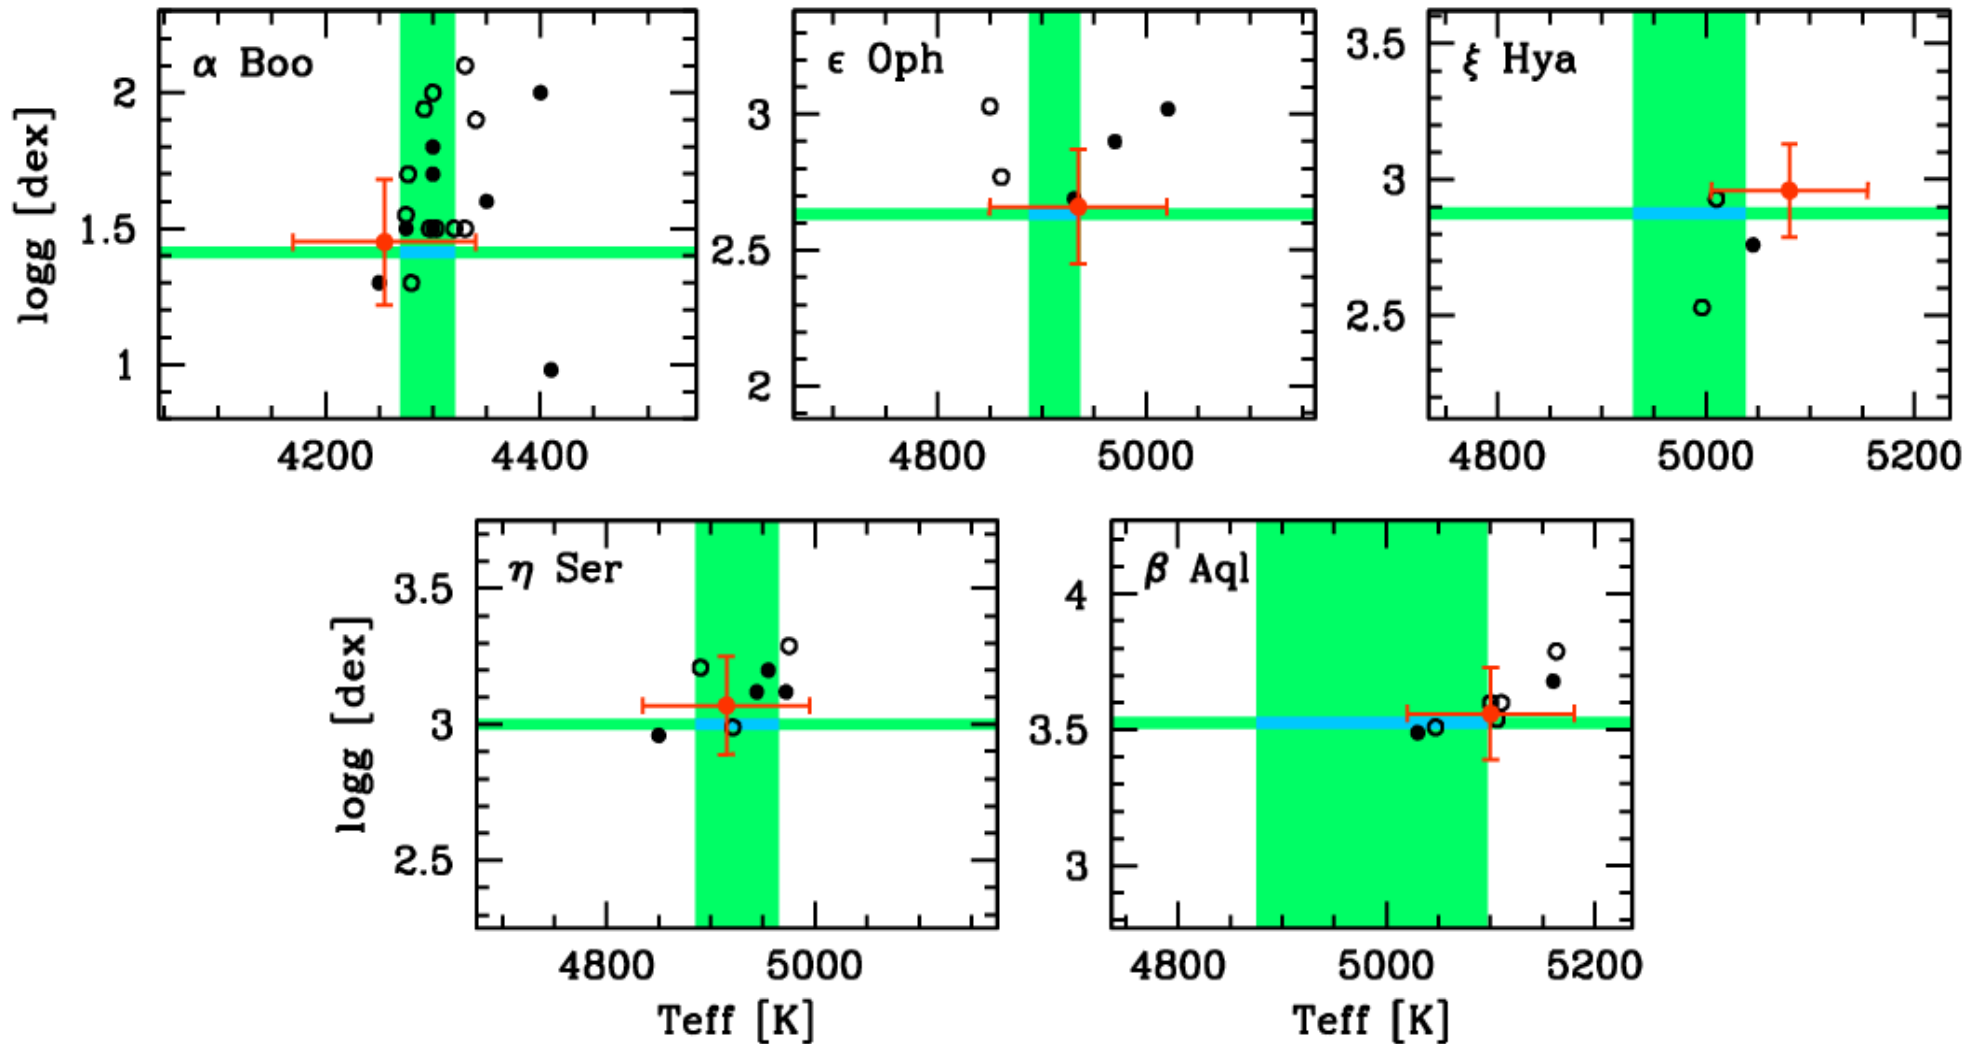 α Boo
ϵ Oph
ξ Hya
logg [dex]
2
1.5
1
3
2.5
2
3.5
3
2.5
4200 4400
4800 5000
4800 5000 5200
η Ser
β Aql
logg [dex]
3.5
3
2.5
4
3.5
3
4800 5000
4800 5000 5200
Teff [K]
Teff [K]